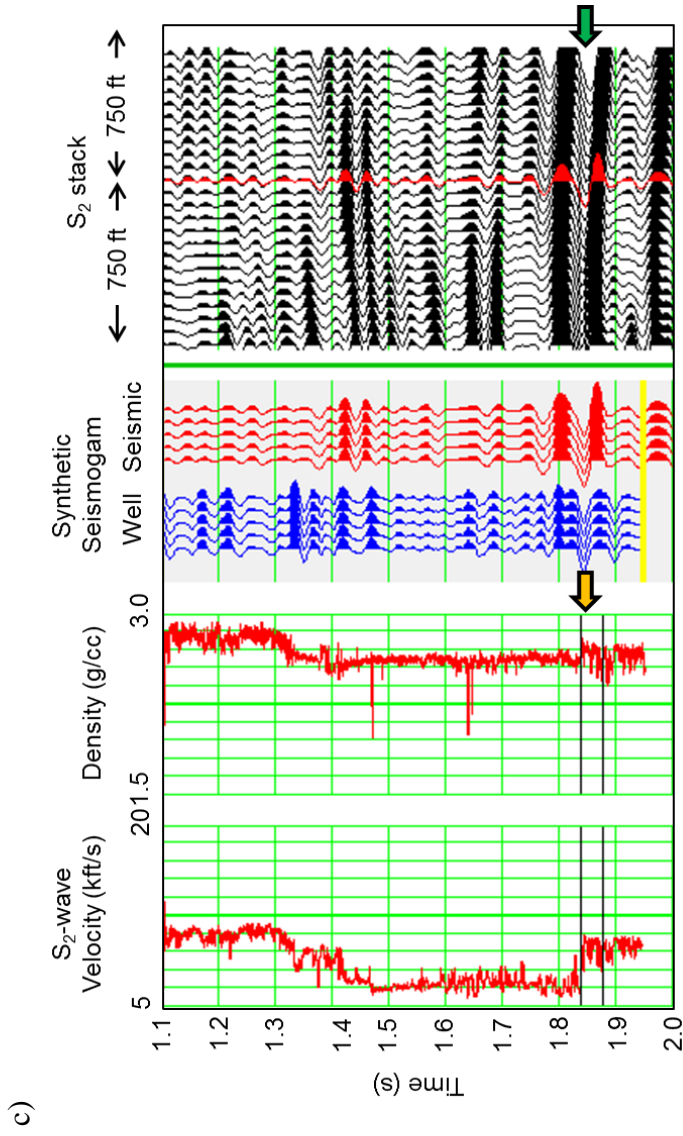 c)
S2-wave
Velocity (kft/s)
Density (g/cc)
Synthetic
Seismogam
Well Seismic
S2 stack
750 ft 750 ft
5 20
1.5 3.0
Time (s)
1.1
1.2
1.3
1.4
1.5
1.6
1.7
1.8
1.9
2.0